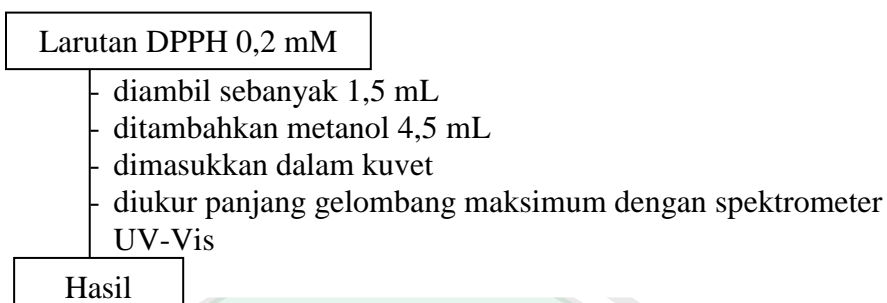 Larutan DPPH 0,2 mM
- diambil sebanyak 1,5 mL
- ditambahkan metanol 4,5 mL
- dimasukkan dalam kuvet
- diukur panjang gelombang maksimum dengan spektrometer
UV-Vis
Hasil